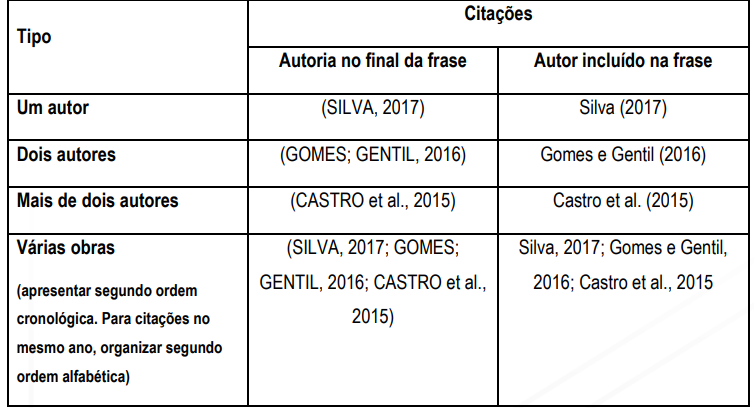 Tipo
Citações
Autoria no final da frase
Autor incluído na frase
Um autor
(SILVA, 2017)
Silva (2017)
Dois autores
(GOMES; GENTIL, 2016)
Gomes e Gentil (2016)
Mais de dois autores
(CASTRO et al., 2015)
Castro et al. (2015)
Várias obras
(apresentar segundo ordem
cronológica. Para citações no
mesmo ano, organizar segundo
ordem alfabética)
(SILVA, 2017; GOMES;
GENTIL, 2016; CASTRO et al.,
2015)
Silva, 2017; Gomes e Gentil,
2016; Castro et al., 2015